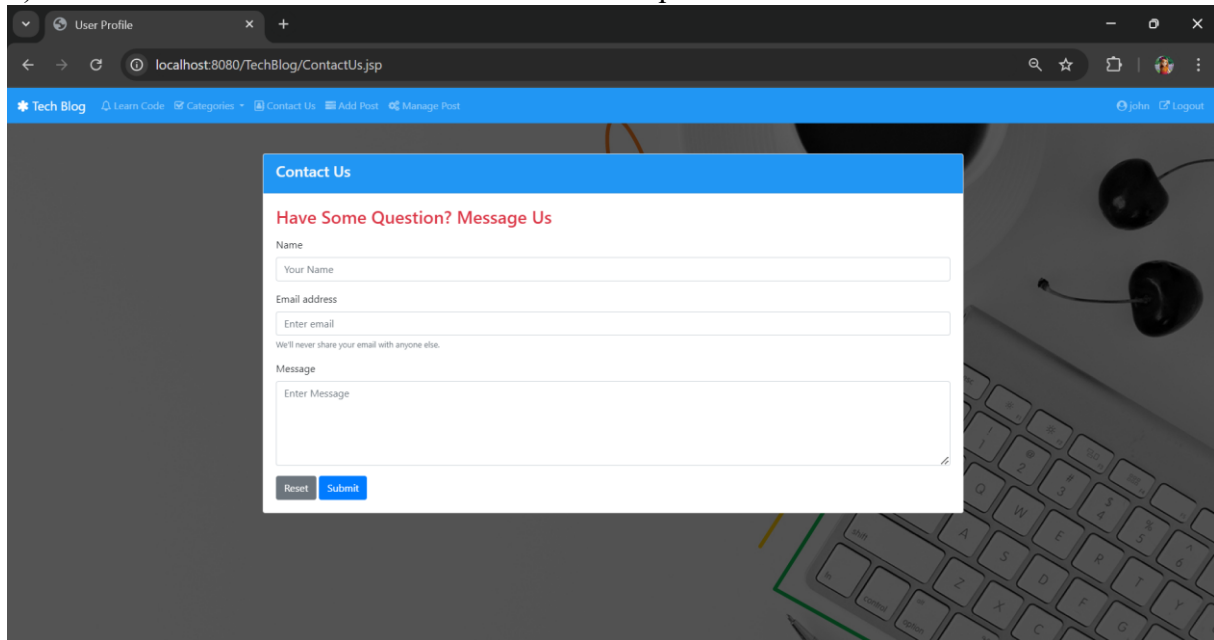 User Profile
localhost:8080/TechBlog/ContactUs.jsp
Tech Blog Learn Code Categories Contact Us Add Post Manage Post john Logout
Contact Us
Have Some Question? Message Us
Name
Your Name
Email address
Enter email
We'll never share your email with anyone else.
Message
Enter Message
Reset Submit